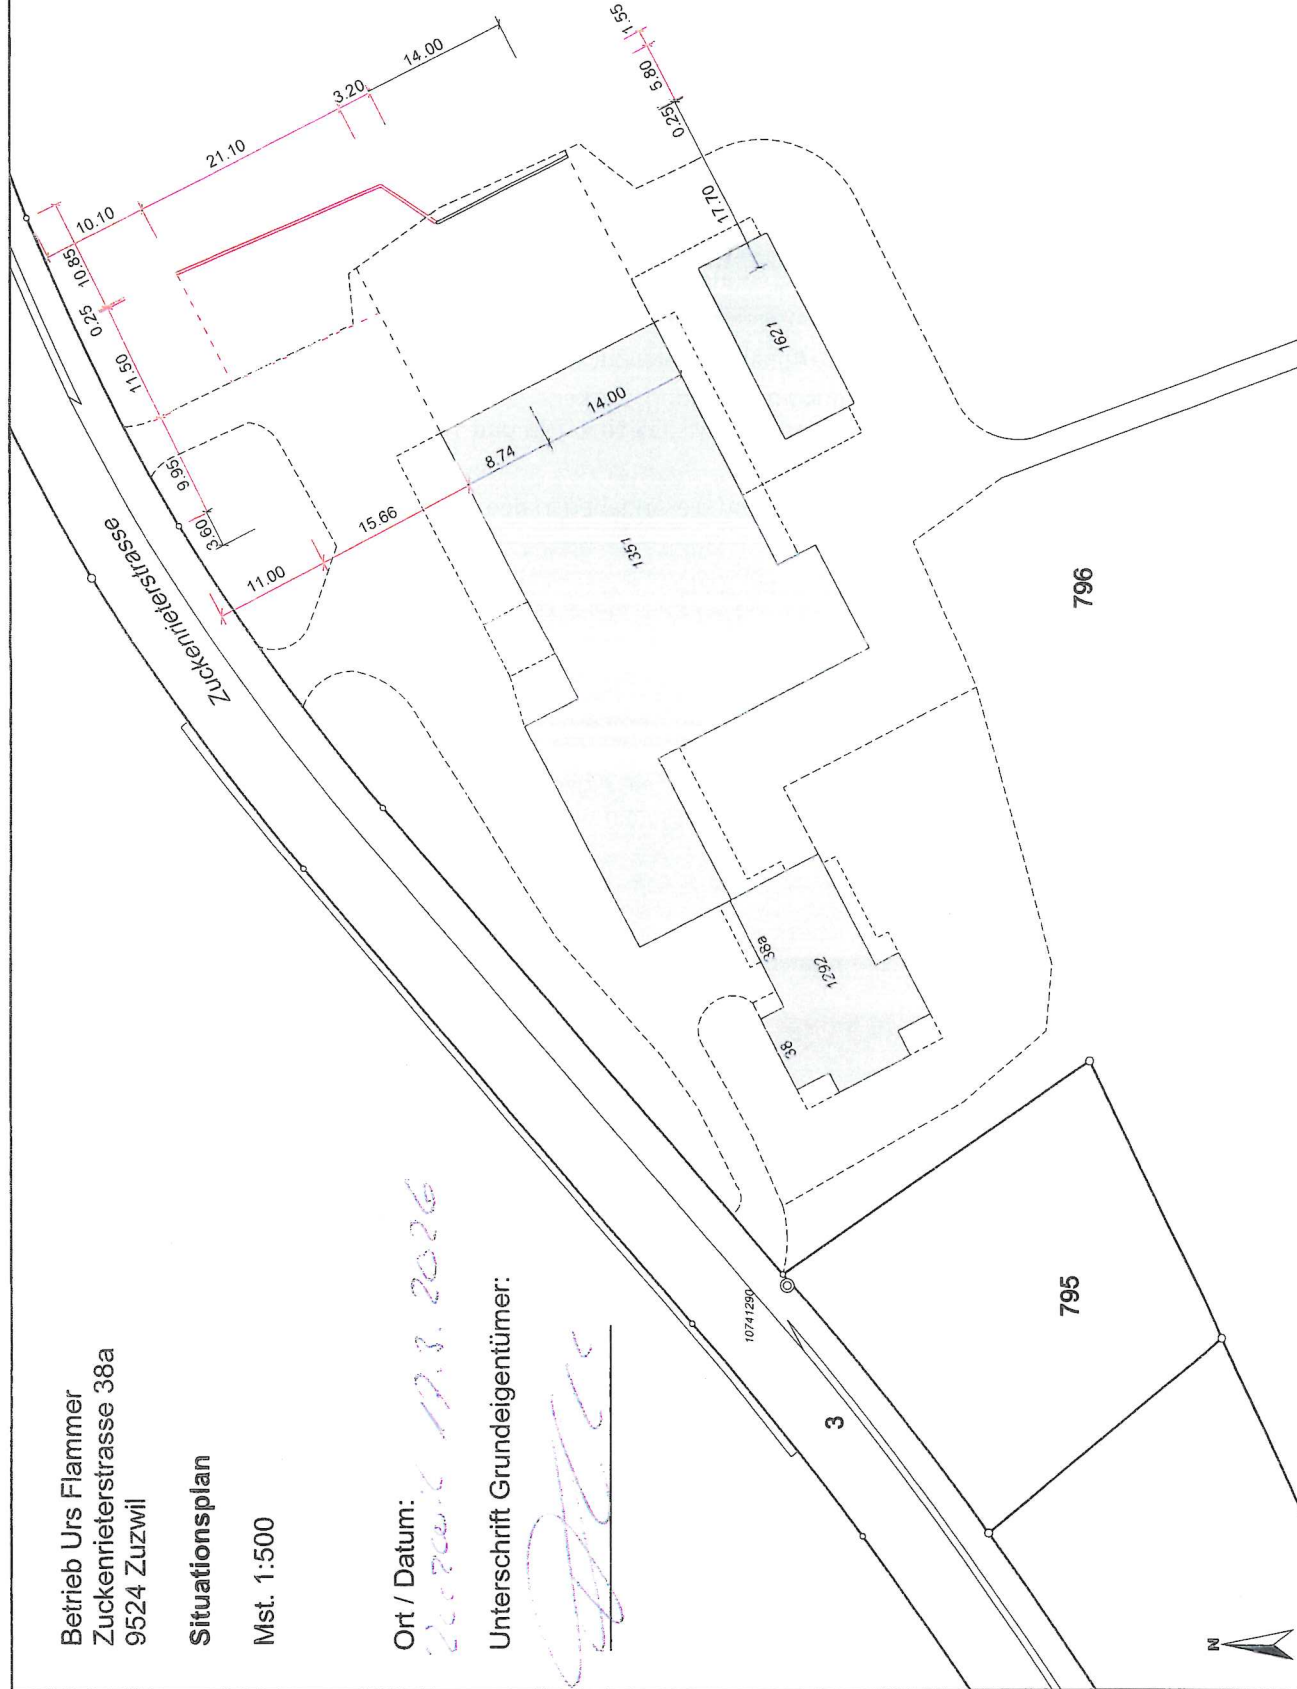 Betrieb Urs Flammer
Zuckenrieterstrasse 38a
9524 Zuzwil
Situationsplan
Mst. 1:500
Ort / Datum:
2026
Unterschrift Grundeigentümer:
Zuckenrieterstrasse
10.10
21.10
3.20
14.00
10.85
0.25
11.50
9.95
3.60
11.00
15.66
8.74
14.00
1.55
5.80
0.25
17.70
1621
1351
796
38a
1292
38
10741290
3
795
N